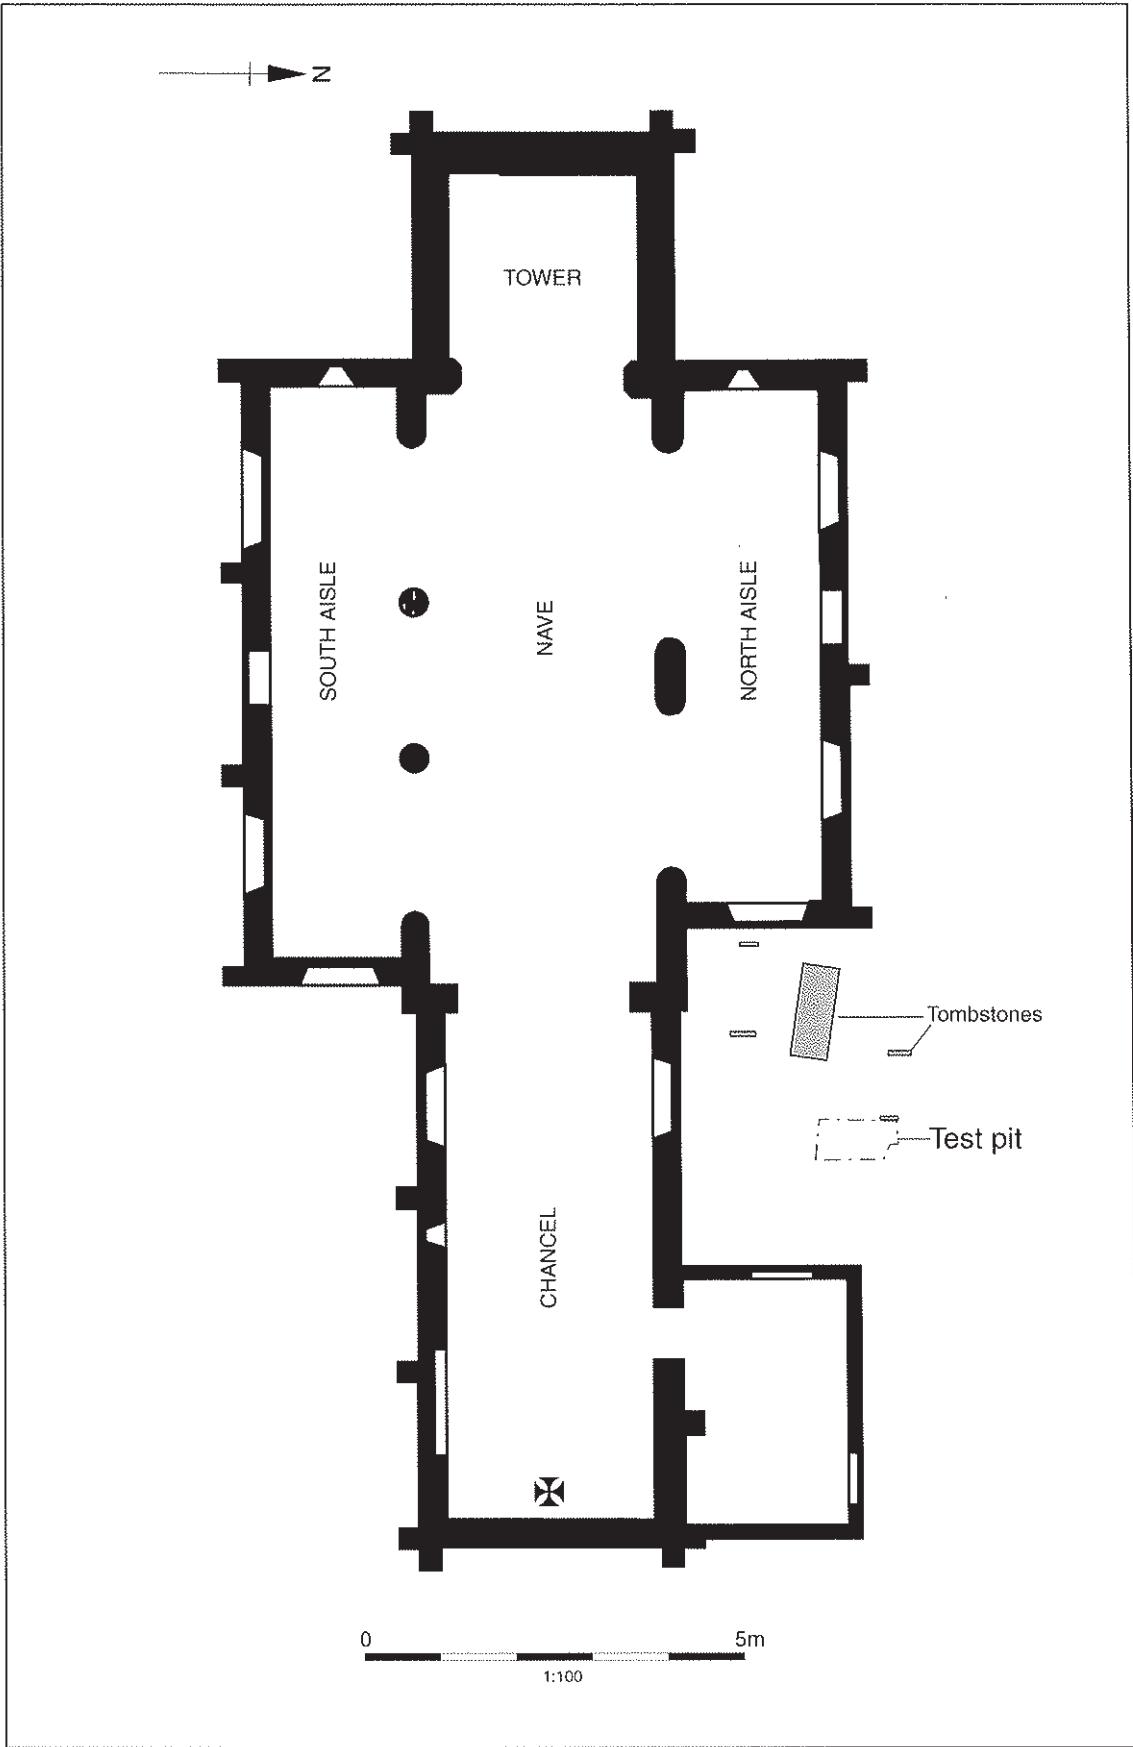 N
TOWER
SOUTH AISLE
NAVE
NORTH AISLE
Tombstones
Test pit
CHANCEL
0 5m
1:100